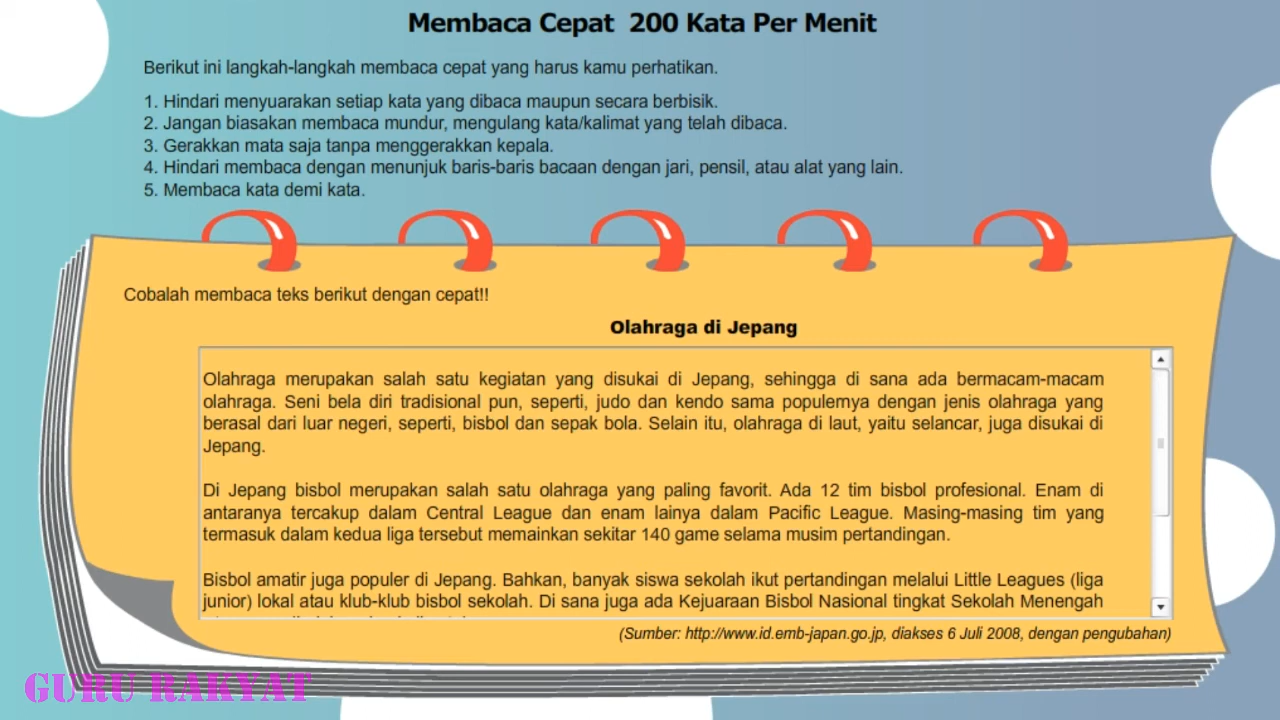 Membaca Cepat 200 Kata Per Menit
Berikut ini langkah-langkah membaca cepat yang harus kamu perhatikan.
1. Hindari menyuarakan setiap kata yang dibaca maupun secara berbisik.
2. Jangan biasakan membaca mundur, mengulang kata/kalimat yang telah dibaca.
3. Gerakkan mata saja tanpa menggerakkan kepala.
4. Hindari membaca dengan menunjuk baris-baris bacaan dengan jari, pensil, atau alat yang lain.
5. Membaca kata demi kata.
Cobalah membaca teks berikut dengan cepat!!
Olahraga di Jepang
Olahraga merupakan salah satu kegiatan yang disukai di Jepang, sehingga di sana ada bermacam-macam
olahraga. Seni bela diri tradisional pun, seperti, judo dan kendo sama populernya dengan jenis olahraga yang
berasal dari luar negeri, seperti, bisbol dan sepak bola. Selain itu, olahraga di laut, yaitu selancar, juga disukai di
Jepang.
Di Jepang bisbol merupakan salah satu olahraga yang paling favorit. Ada 12 tim bisbol profesional. Enam di
antaranya tercakup dalam Central League dan enam lainya dalam Pacific League. Masing-masing tim yang
termasuk dalam kedua liga tersebut memainkan sekitar 140 game selama musim pertandingan.
Bisbol amatir juga populer di Jepang. Bahkan, banyak siswa sekolah ikut pertandingan melalui Little Leagues (liga
junior) lokal atau klub-klub bisbol sekolah. Di sana juga ada Kejuaraan Bisbol Nasional tingkat Sekolah Menengah
(Sumber: http://www.id.emb-japan.go.jp, diakses 6 Juli 2008, dengan pengubahan)
GURU RAKYAT